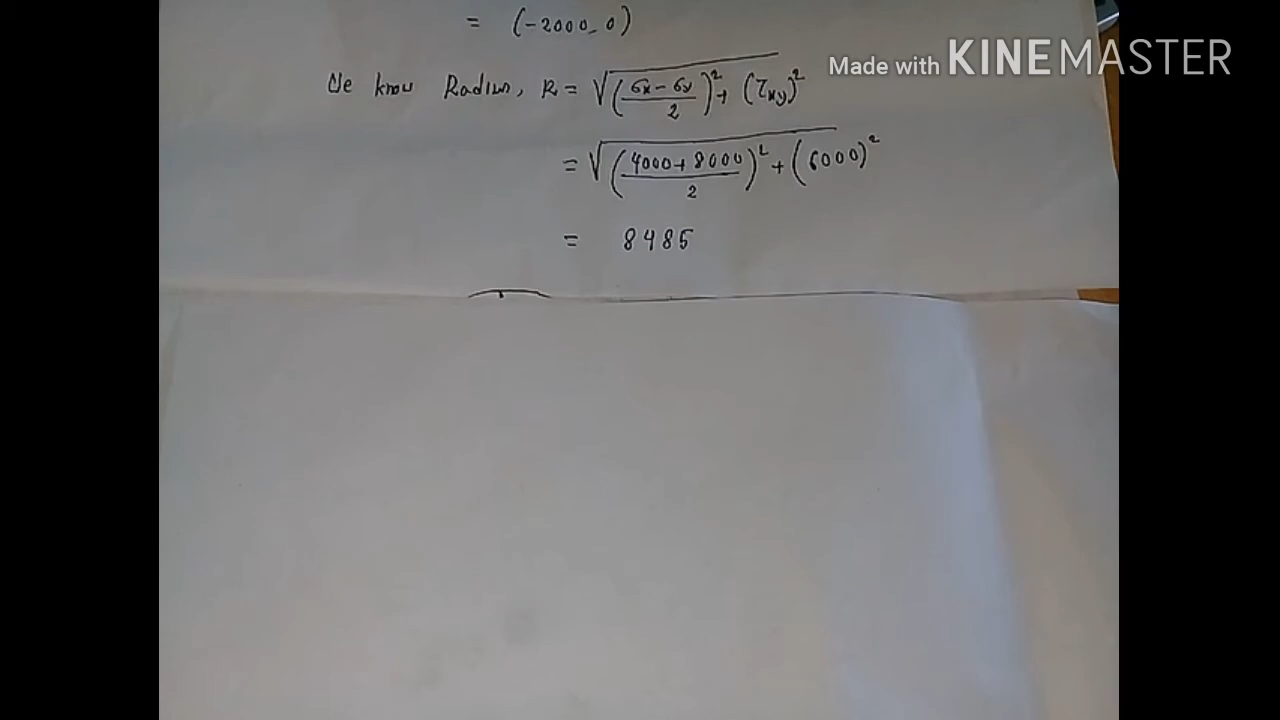 = (-2000, 0)
We know Radius, R = √((σx - σy)/2)² + (τxy)²
Made with KINEMASTER
= √((4000+8000)/2)² + (6000)²
= 8485